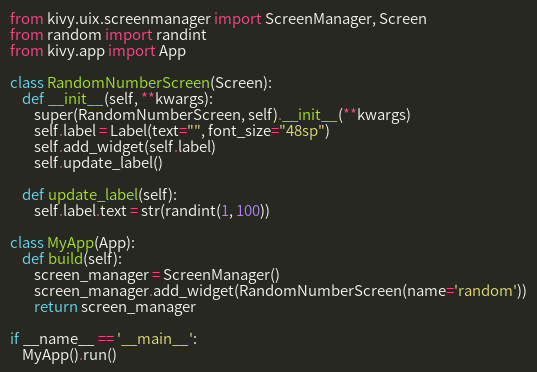 from kivy.uix.screenmanager import ScreenManager, Screen
from random import randint
from kivy.app import App

class RandomNumberScreen(Screen):
    def __init__(self, **kwargs):
        super(RandomNumberScreen, self).__init__(**kwargs)
        self.label = Label(text="", font_size="48sp")
        self.add_widget(self.label)
        self.update_label()

    def update_label(self):
        self.label.text = str(randint(1, 100))

class MyApp(App):
    def build(self):
        screen_manager = ScreenManager()
        screen_manager.add_widget(RandomNumberScreen(name='random'))
        return screen_manager

if __name__ == '__main__':
    MyApp().run()